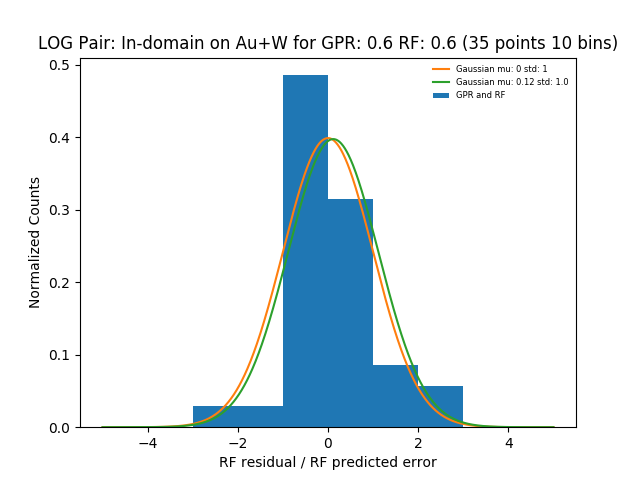 LOG Pair: In-domain on Au+W for GPR: 0.6 RF: 0.6 (35 points 10 bins)
Gaussian mu: 0 std: 1
Gaussian mu: 0.12 std: 1.0
GPR and RF
Normalized Counts
0.5
0.4
0.3
0.2
0.1
0.0
−4 −2 0 2 4
RF residual / RF predicted error